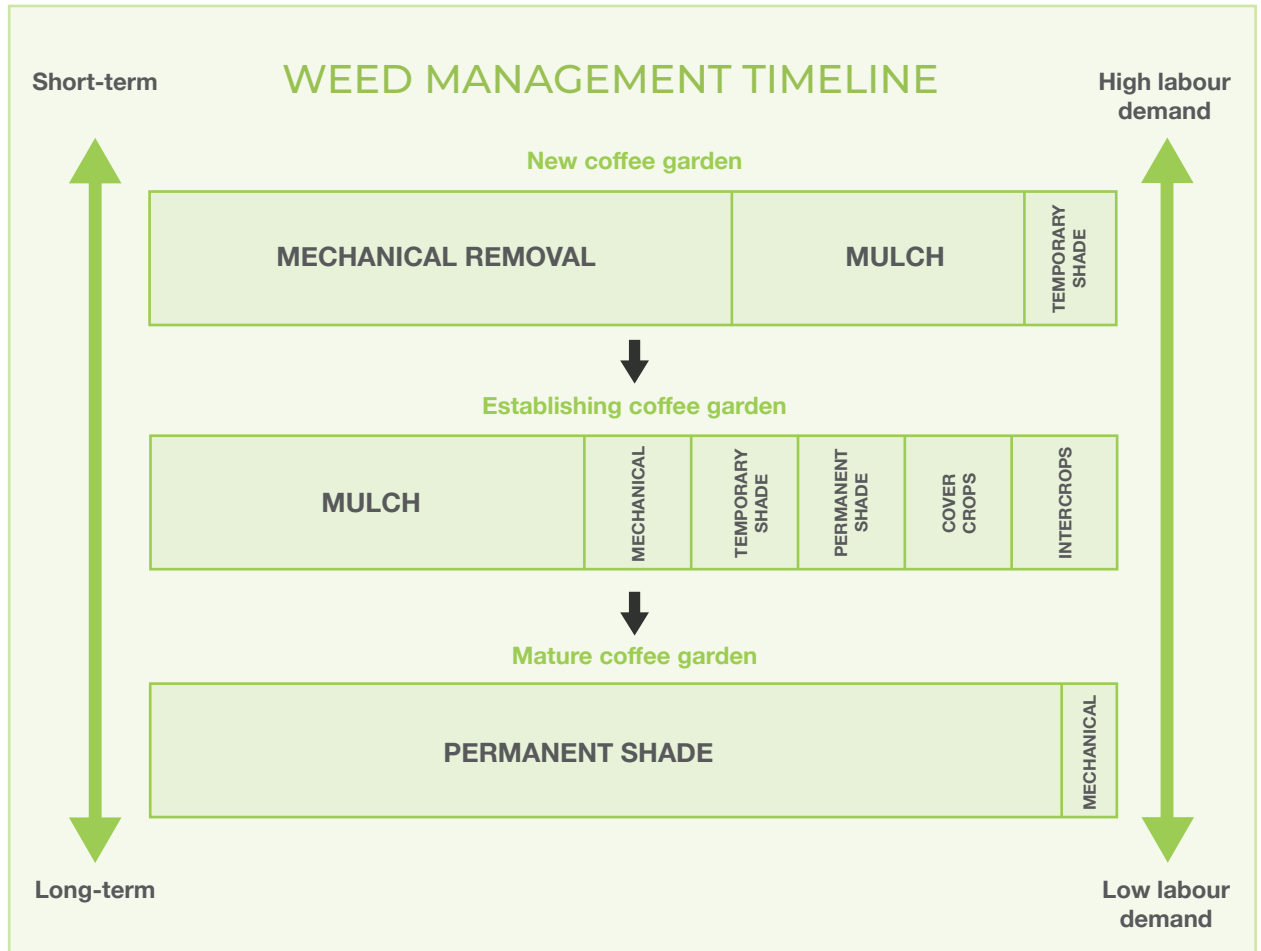 WEED MANAGEMENT TIMELINE
Short-term
High labour
demand
New coffee garden
MECHANICAL REMOVAL
MULCH
TEMPORARY
SHADE
Establishing coffee garden
MULCH
MECHANICAL
TEMPORARY
SHADE
PERMANENT
SHADE
COVER
CROPS
INTERCROPS
Mature coffee garden
PERMANENT SHADE
MECHANICAL
Long-term
Low labour
demand